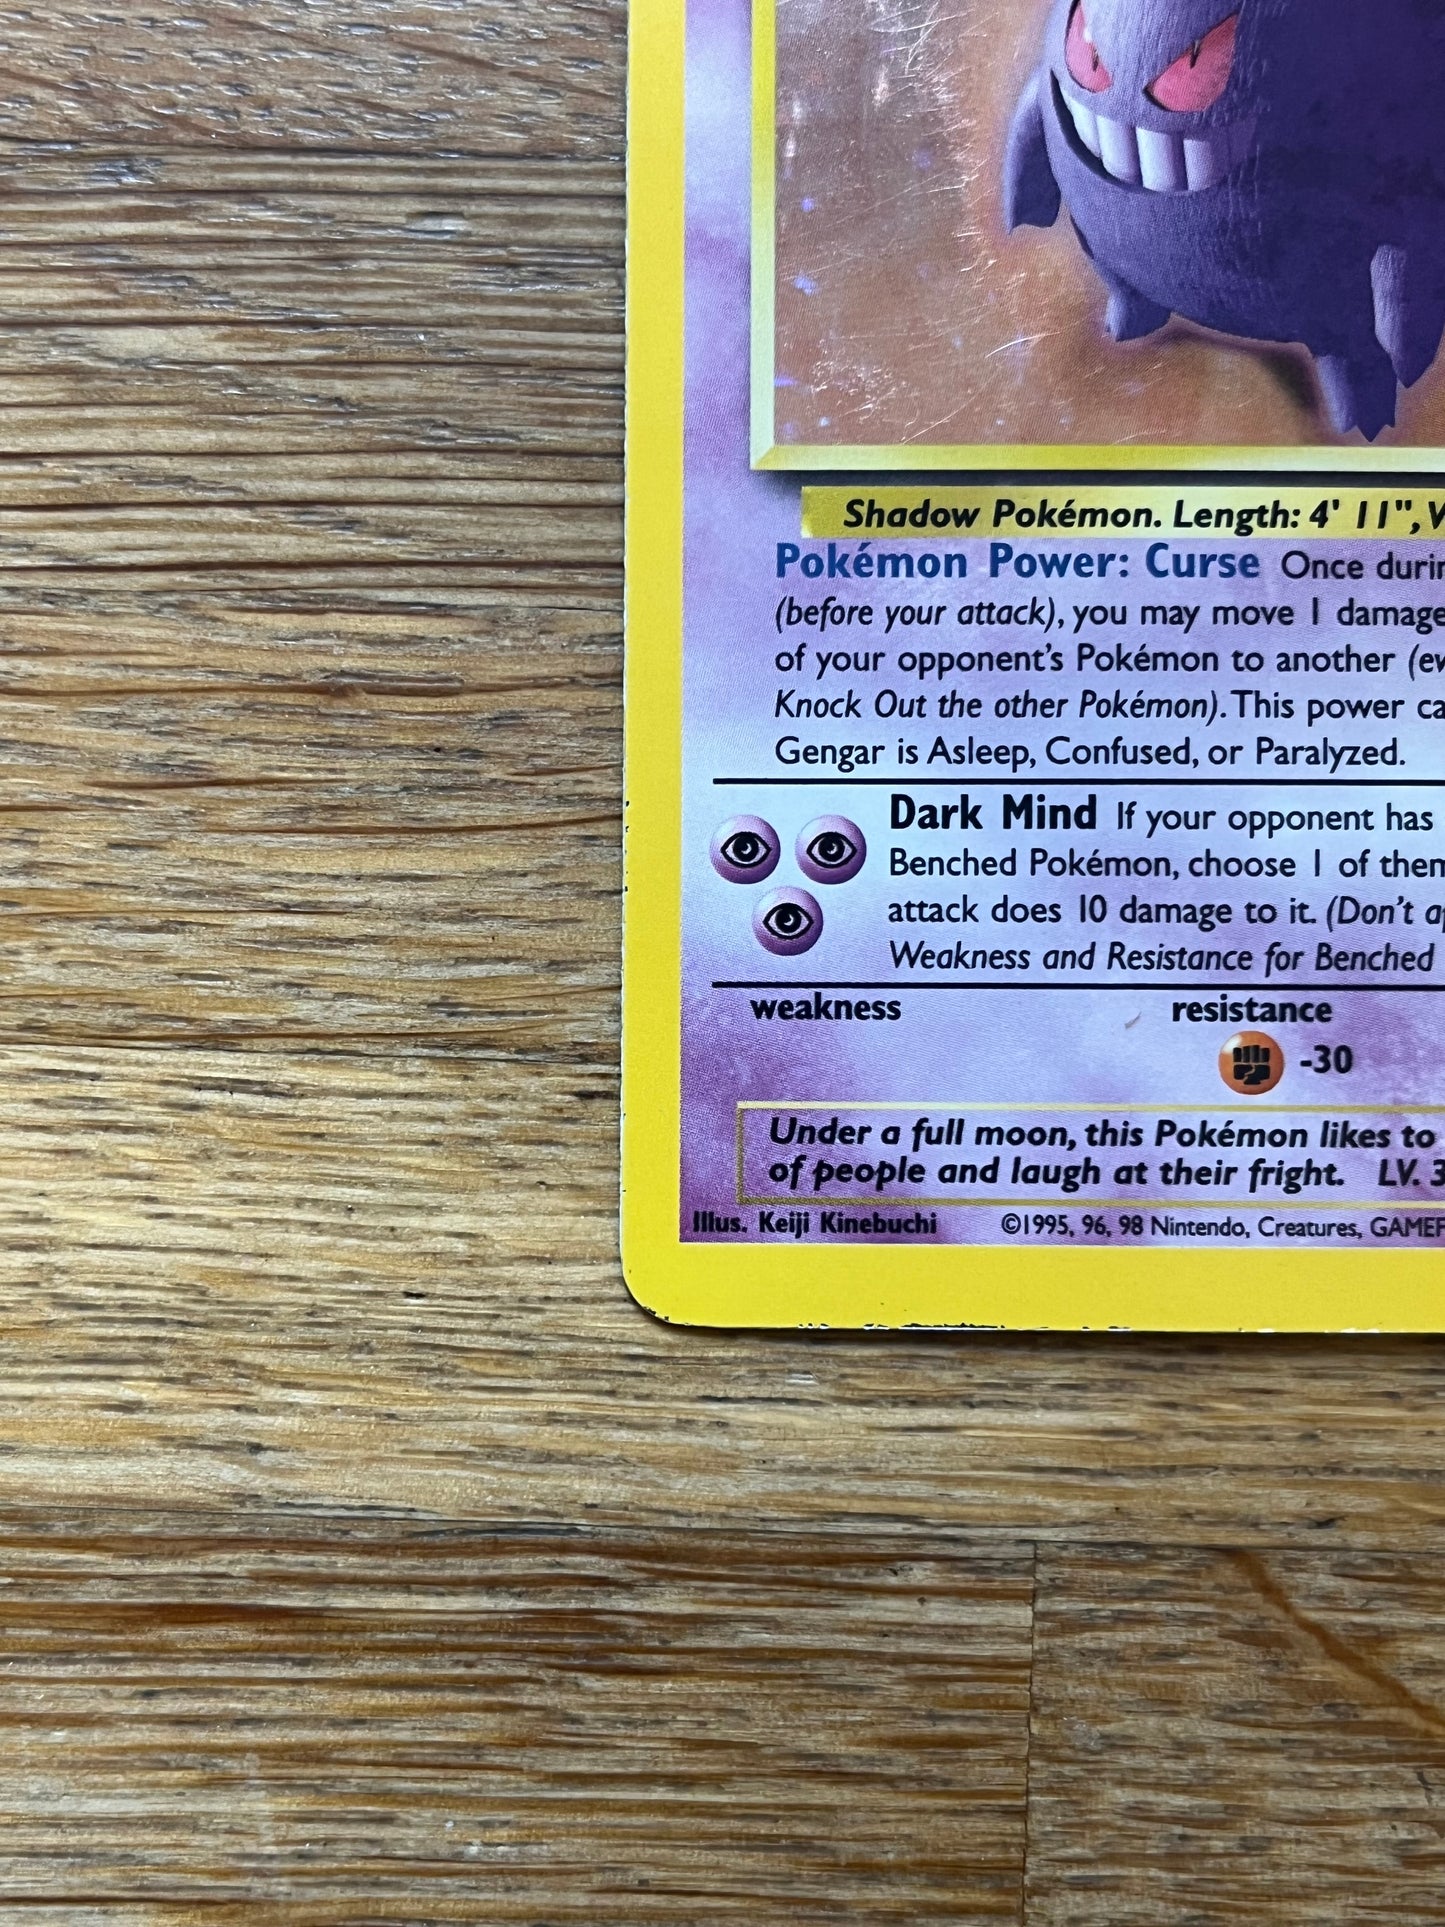 Shadow Pokémon. Length: 4' 11",
Pokémon Power: Curse Once
(before your attack), you may move 1 damage
of your opponent's Pokémon to another
Knock Out the other Pokémon). This power
Gengar is Asleep, Confused, or Paralyzed.
Dark Mind If your opponent has
Benched Pokémon, choose 1 of
attack does 10 damage to it. (Don't
Weakness and Resistance for Benched
weakness resistance
-30
Under a full moon, this Pokémon likes to
of people and laugh at their fright. LV. 3
Illus. Keiji Kinebuchi ©1995, 96, 98 Nintendo, Creatures,